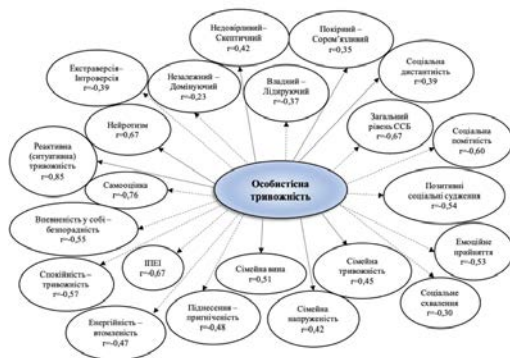 Недовірливий –
Скептичний
r=0,42
Покірний –
Сором’язливий
r=0,35
Екстраверсія–
Інтроверсія
r=-0,39
Незалежний –
Домінуючий
r=-0,23
Владний –
Лідируючий
r=-0,37
Соціальна
дистантність
r=0,39
Нейротизм
r=0,67
Загальний
рівень ССБ
r=-0,67
Соціальна
помітність
r=-0,60
Реактивна
(ситуативна)
тривожність
r=0,85
Самооцінка
r=-0,76
Особистісна
тривожність
Позитивні
соціальні судження
r=-0,54
Впевненість у собі –
безпорадність
r=-0,55
Емоційне
прийняття
r=-0,53
Спокійність–
тривожність
r=-0,57
ІПЕІ
r=-0,67
Сімейна вина
r=0,51
Сімейна
тривожність
r=0,45
Соціальне
схвалення
r=-0,30
Енергійність –
втомленість
r=-0,47
Піднесення –
пригніченість
r=-0,48
Сімейна
напруженість
r=0,42